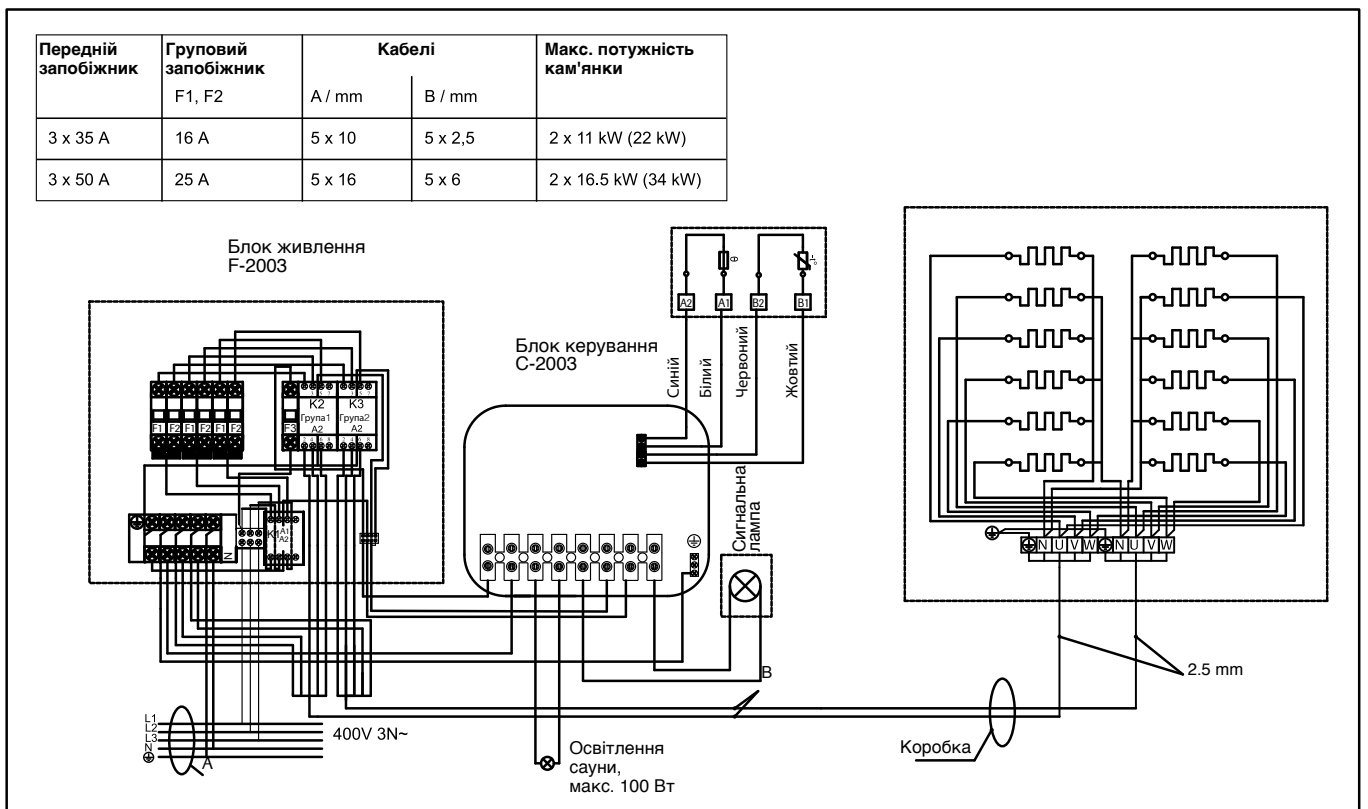 Передній запобіжник
Груповий запобіжник
Кабелі
Макс. потужність кам'янки
F1, F2
A / mm
B / mm
3 x 35 A
16 A
5 x 10
5 x 2,5
2 x 11 kW (22 kW)
3 x 50 A
25 A
5 x 16
5 x 6
2 x 16.5 kW (34 kW)
Блок живлення
F-2003
Блок керування
C-2003
A2
A1
B2
B1
Синій
Білий
Червоний
Жовтий
F1
F2
F1
F2
F1
F2
F3
K2
Група1
A2
K3
Група2
A2
N
K1
A1
A2
Сигнальна
лампа
N
U
V
W
N
U
V
W
2.5 mm
B
L1
L2
L3
N
A
400V 3N~
Освітлення
сауни,
макс. 100 Вт
Коробка